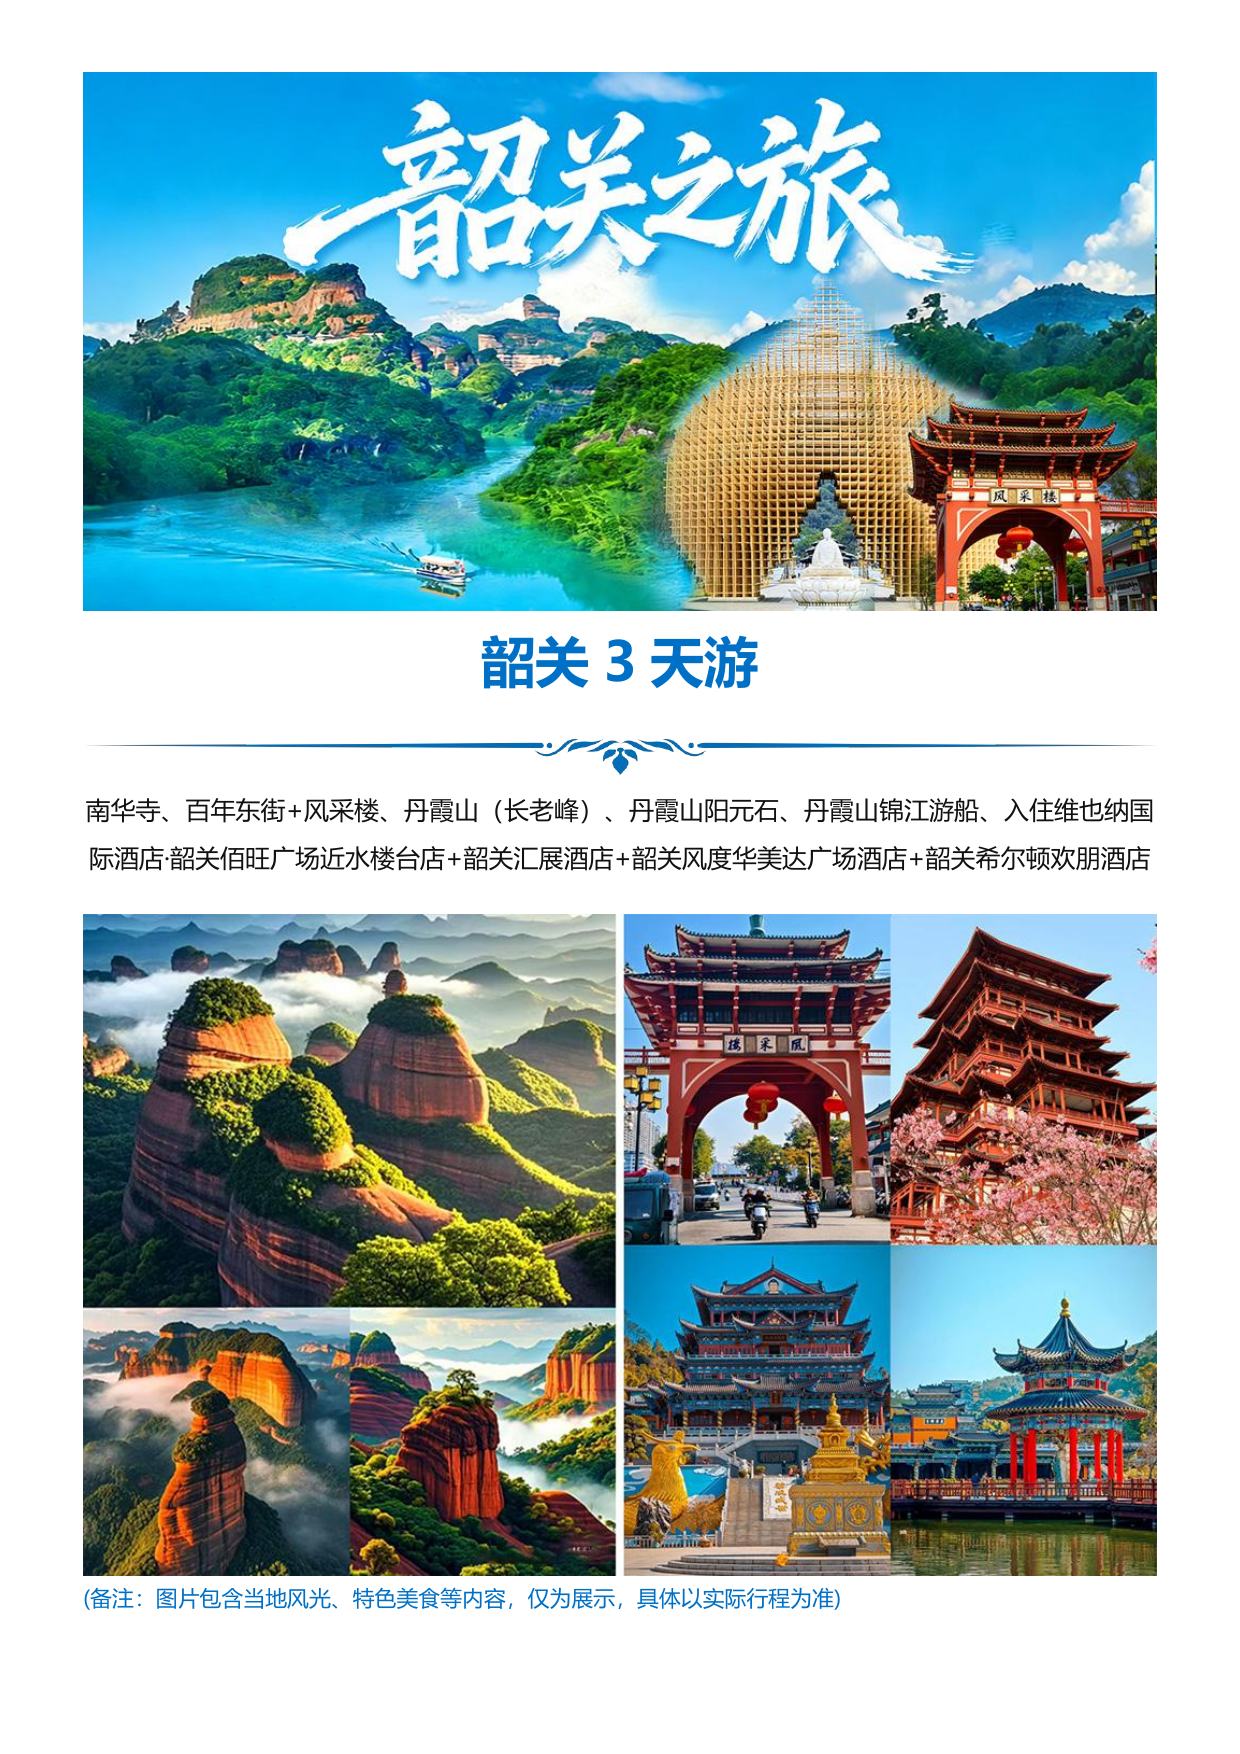 韶关之旅
风采楼
韶关 3 天游
南华寺、百年东街+风采楼、丹霞山（长老峰）、丹霞山阳元石、丹霞山锦江游船、入住维也纳国
际酒店·韶关佰旺广场近水楼台店+韶关汇展酒店+韶关风度华美达广场酒店+韶关希尔顿欢朋酒店
楼采风
(备注：图片包含当地风光、特色美食等内容，仅为展示，具体以实际行程为准)